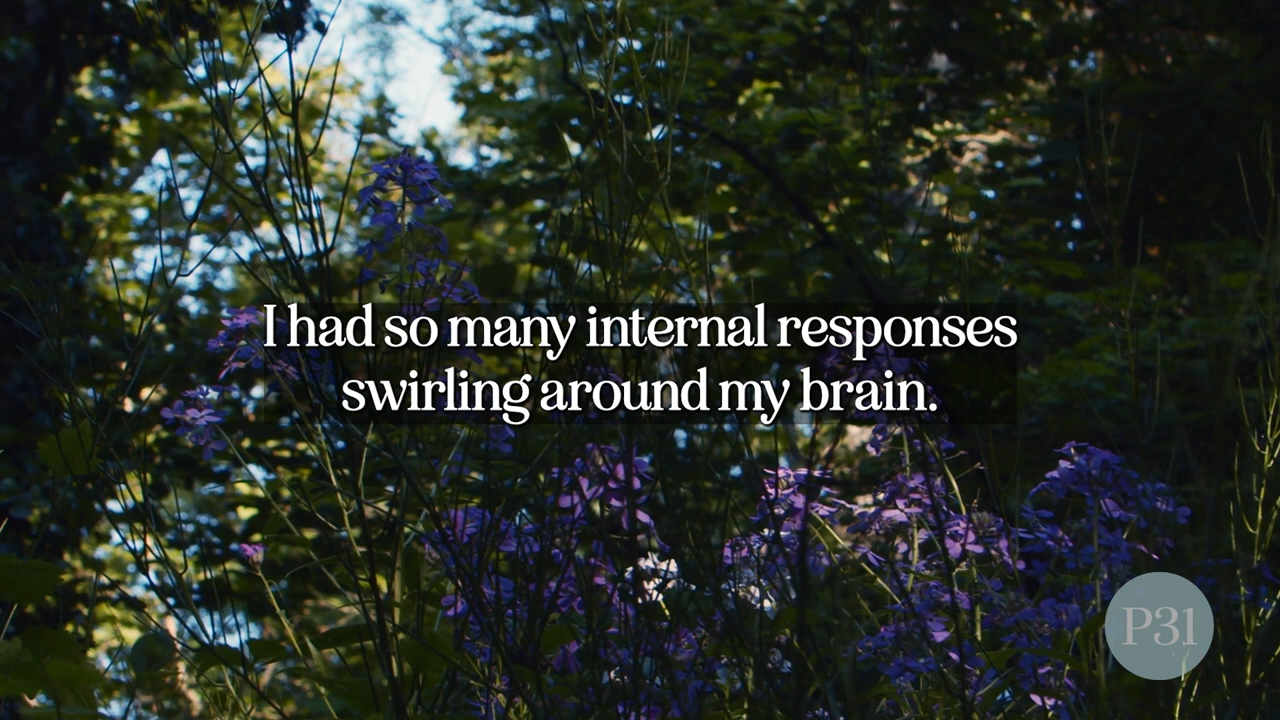 I had so many internal responses
swirling around my brain.
P31